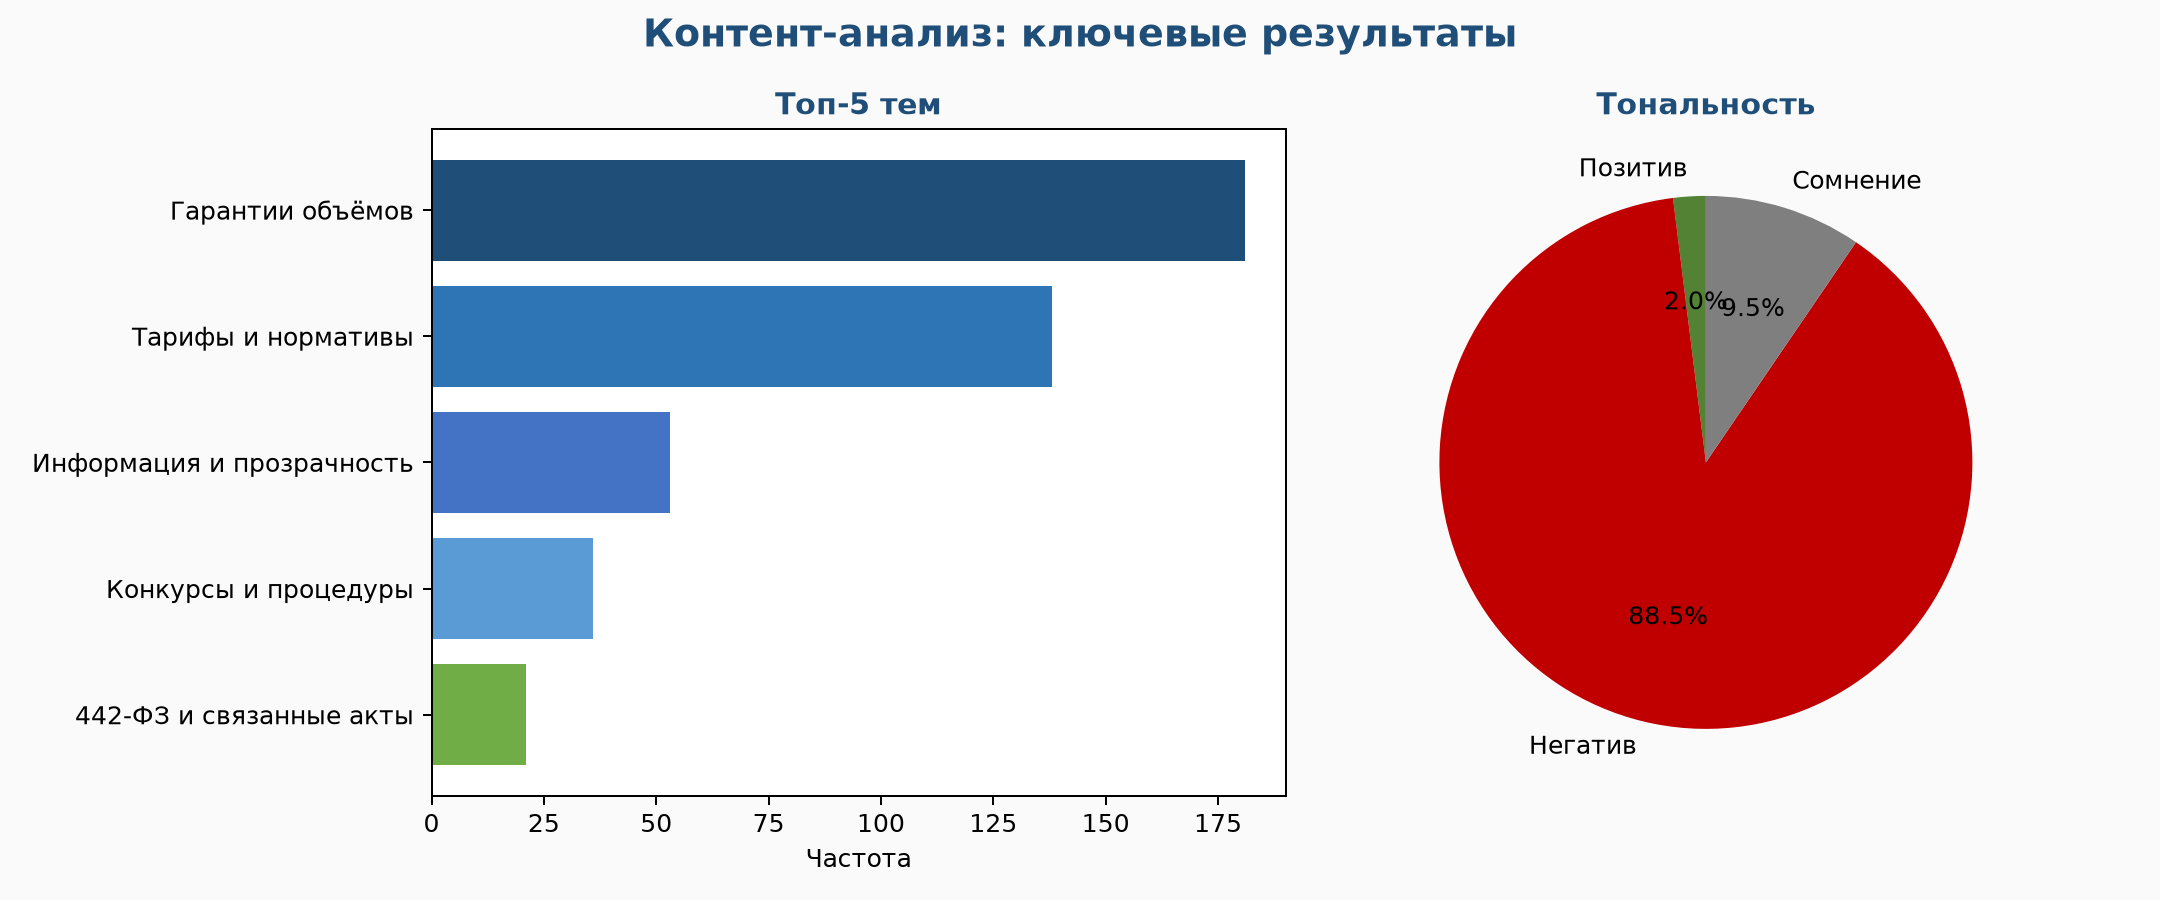 Контент-анализ: ключевые результаты
Топ-5 тем
Гарантии объёмов
Тарифы и нормативы
Информация и прозрачность
Конкурсы и процедуры
442-ФЗ и связанные акты
0 25 50 75 100 125 150 175
Частота
Тональность
Позитив
Сомнение
2.0%
9.5%
88.5%
Негатив